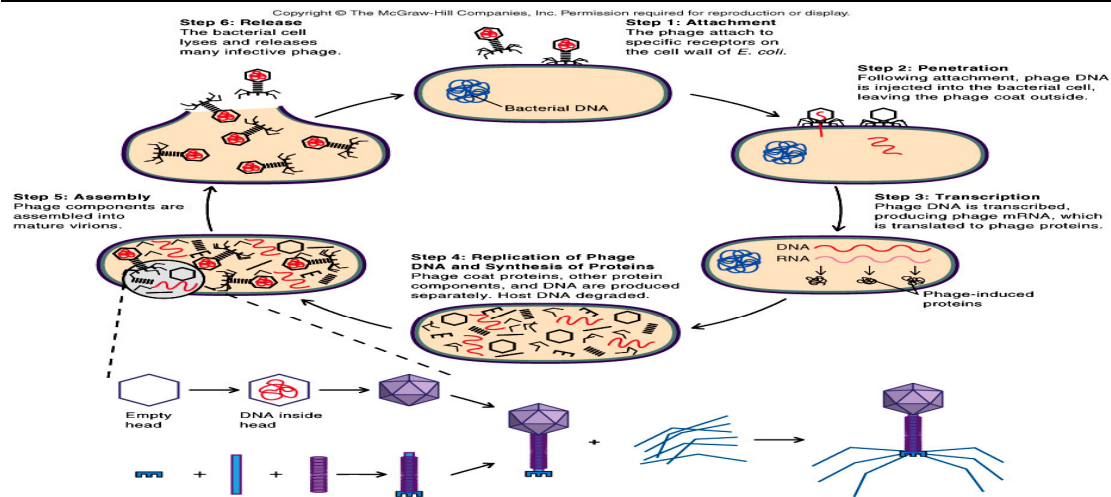 Copyright © The McGraw-Hill Companies, Inc. Permission required for reproduction or display.
Step 6: Release
The bacterial cell
lyses and releases
many infective phage.
Step 1: Attachment
The phage attach to
specific receptors on
the cell wall of E. coli.
Bacterial DNA
Step 2: Penetration
Following attachment, phage DNA
is injected into the bacterial cell,
leaving the phage coat outside.
Step 3: Transcription
Phage DNA is transcribed,
producing phage mRNA, which
is translated to phage proteins.
DNA
RNA
Phage-induced
proteins
Step 4: Replication of Phage
DNA and Synthesis of Proteins
Phage coat proteins, other protein
components, and DNA are produced
separately. Host DNA degraded.
Step 5: Assembly
Phage components are
assembled into
mature virions.
Empty
head
DNA inside
head
+
+
+